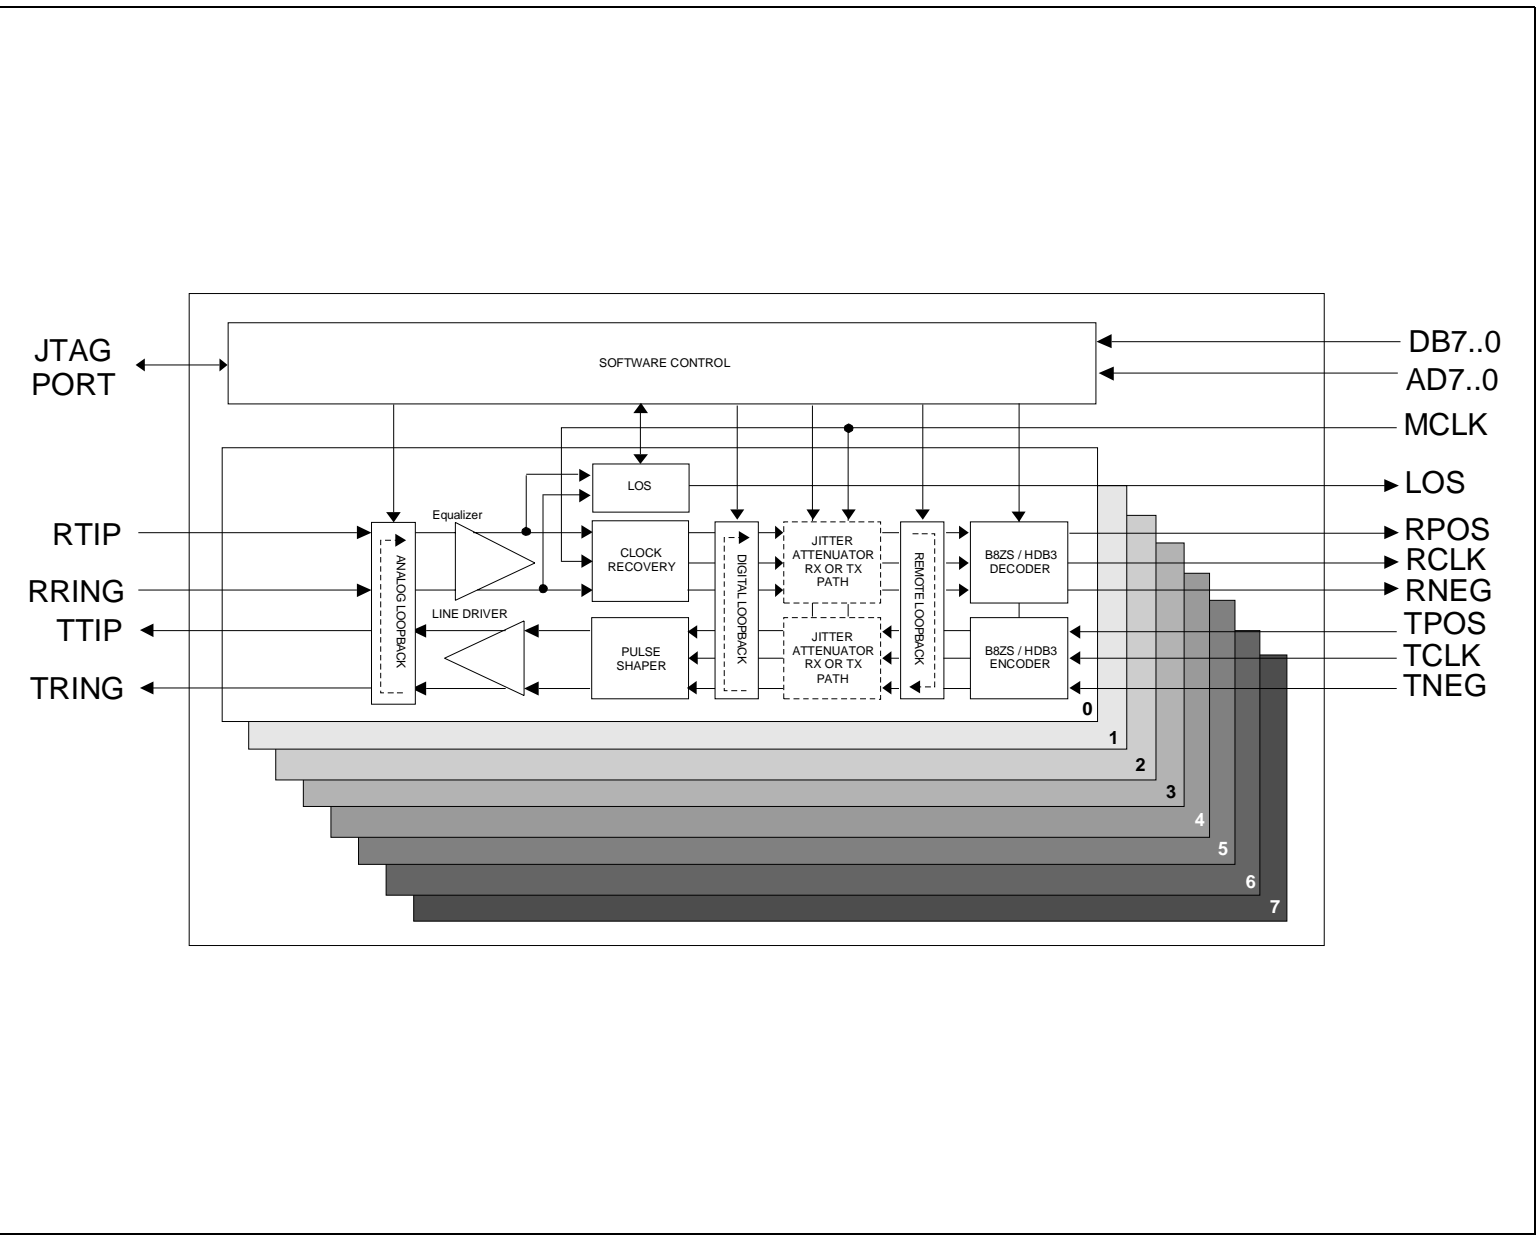 JTAG
PORT
SOFTWARE CONTROL
DB7..0
AD7..0
MCLK
LOS
LOS
RTIP
RRING
TTIP
TRING
ANALOG LOOPBACK
Equalizer
LINE DRIVER
CLOCK
RECOVERY
PULSE
SHAPER
DIGITAL LOOPBACK
JITTER
ATTENUATOR
RX OR TX
PATH
JITTER
ATTENUATOR
RX OR TX
PATH
REMOTE LOOPBACK
B8ZS / HDB3
DECODER
B8ZS / HDB3
ENCODER
RPOS
RCLK
RNEG
TPOS
TCLK
TNEG
0
1
2
3
4
5
6
7